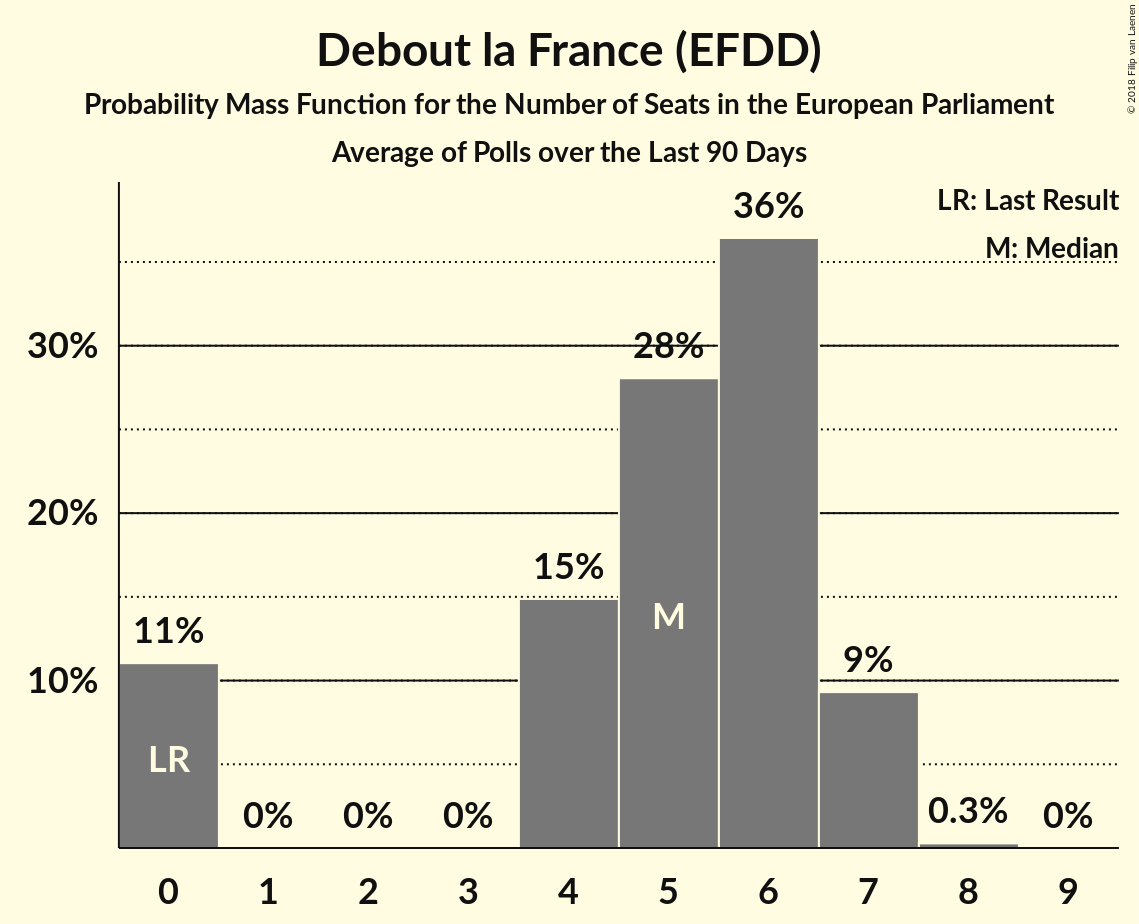 Debout la France (EFDD)
Probability Mass Function for the Number of Seats in the European Parliament
Average of Polls over the Last 90 Days
© 2018 Filip van Laenen
LR: Last Result
M: Median
36%
30%
28%
20%
15%
M
11%
10%
9%
LR
0%
0%
0%
0.3%
0%
0 1 2 3 4 5 6 7 8 9